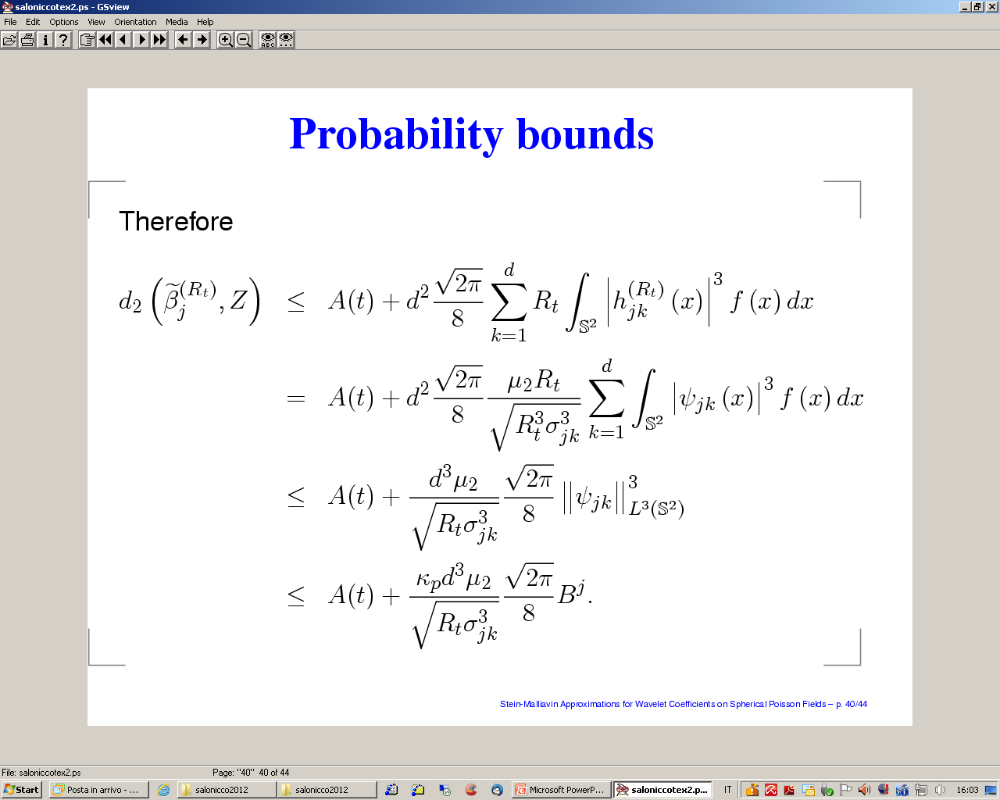 saloniccotex2.ps - GSview
File Edit Options View Orientation Media Help
Probability bounds
Therefore
$d_2\left(\widetilde{\beta}_j^{(R_t)}, Z\right) \leq A(t) + d^2 \frac{\sqrt{2\pi}}{8} \sum_{k=1}^{d} R_t \int_{\mathbb{S}^2} \left| h_{jk}^{(R_t)}(x) \right|^3 f(x)\,dx$
$= A(t) + d^2 \frac{\sqrt{2\pi}}{8} \frac{\mu_2 R_t}{\sqrt{R_t^3 \sigma_{jk}^3}} \sum_{k=1}^{d} \int_{\mathbb{S}^2} \left| \psi_{jk}(x) \right|^3 f(x)\,dx$
$\leq A(t) + \frac{d^3 \mu_2}{\sqrt{R_t \sigma_{jk}^3}} \frac{\sqrt{2\pi}}{8} \left\| \psi_{jk} \right\|_{L^3(\mathbb{S}^2)}^3$
$\leq A(t) + \frac{\kappa_p d^3 \mu_2}{\sqrt{R_t \sigma_{jk}^3}} \frac{\sqrt{2\pi}}{8} B^j.$
Stein-Malliavin Approximations for Wavelet Coefficients on Spherical Poisson Fields – p. 40/44
File: saloniccotex2.ps Page: "40" 40 of 44
Start Posta in arrivo - ... salonicco2012 salonicco2012 Microsoft PowerP... saloniccotex2.p... IT 16:03